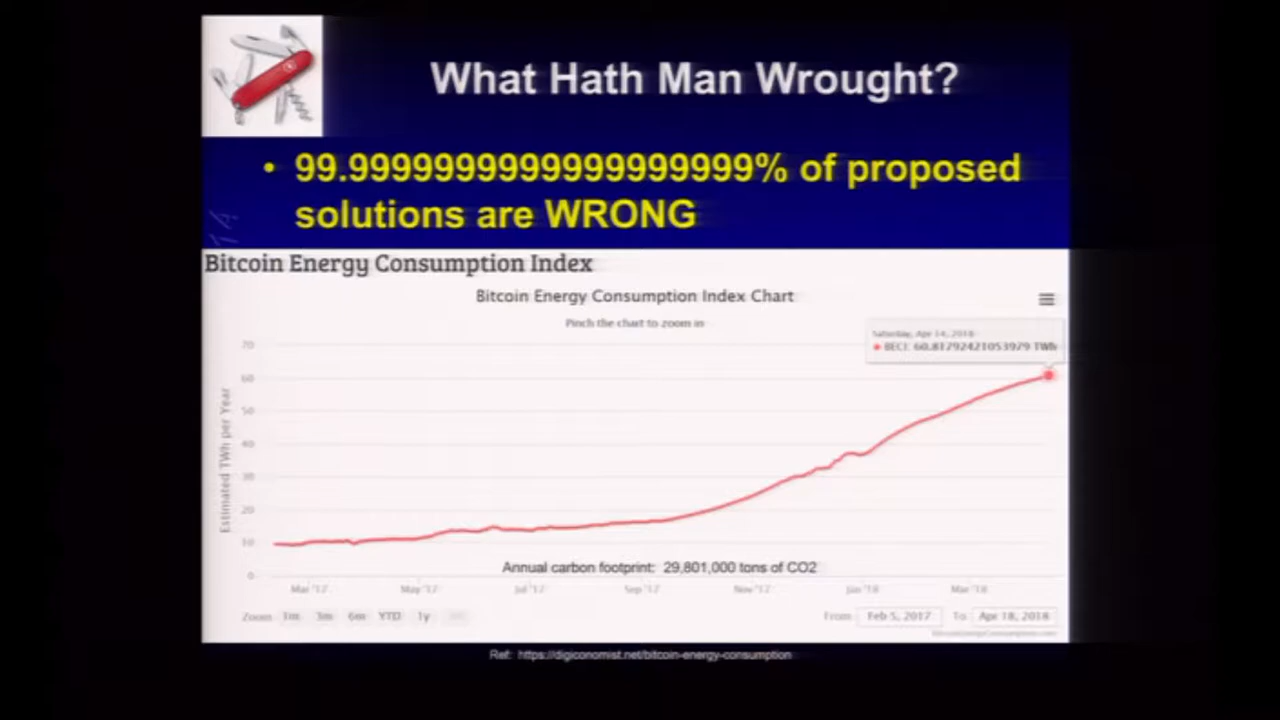 What Hath Man Wrought?
• 99.9999999999999999999% of proposed
solutions are WRONG
Bitcoin Energy Consumption Index
Bitcoin Energy Consumption Index Chart
Pinch the chart to zoom in
Saturday, Apr 14, 2018
BECI: 60.81792421053979 TWh
Estimated TWh per Year
70
60
50
40
30
20
10
0
Annual carbon footprint: 29,801,000 tons of CO2
Mar '17 May '17 Jul '17 Sep '17 Nov '17 Jan '18 Mar '18
Zoom 1m 3m 6m YTD 1y
From Feb 5, 2017 To Apr 18, 2018
BitcoinEnergyConsumption.com
Ref: https://digiconomist.net/bitcoin-energy-consumption